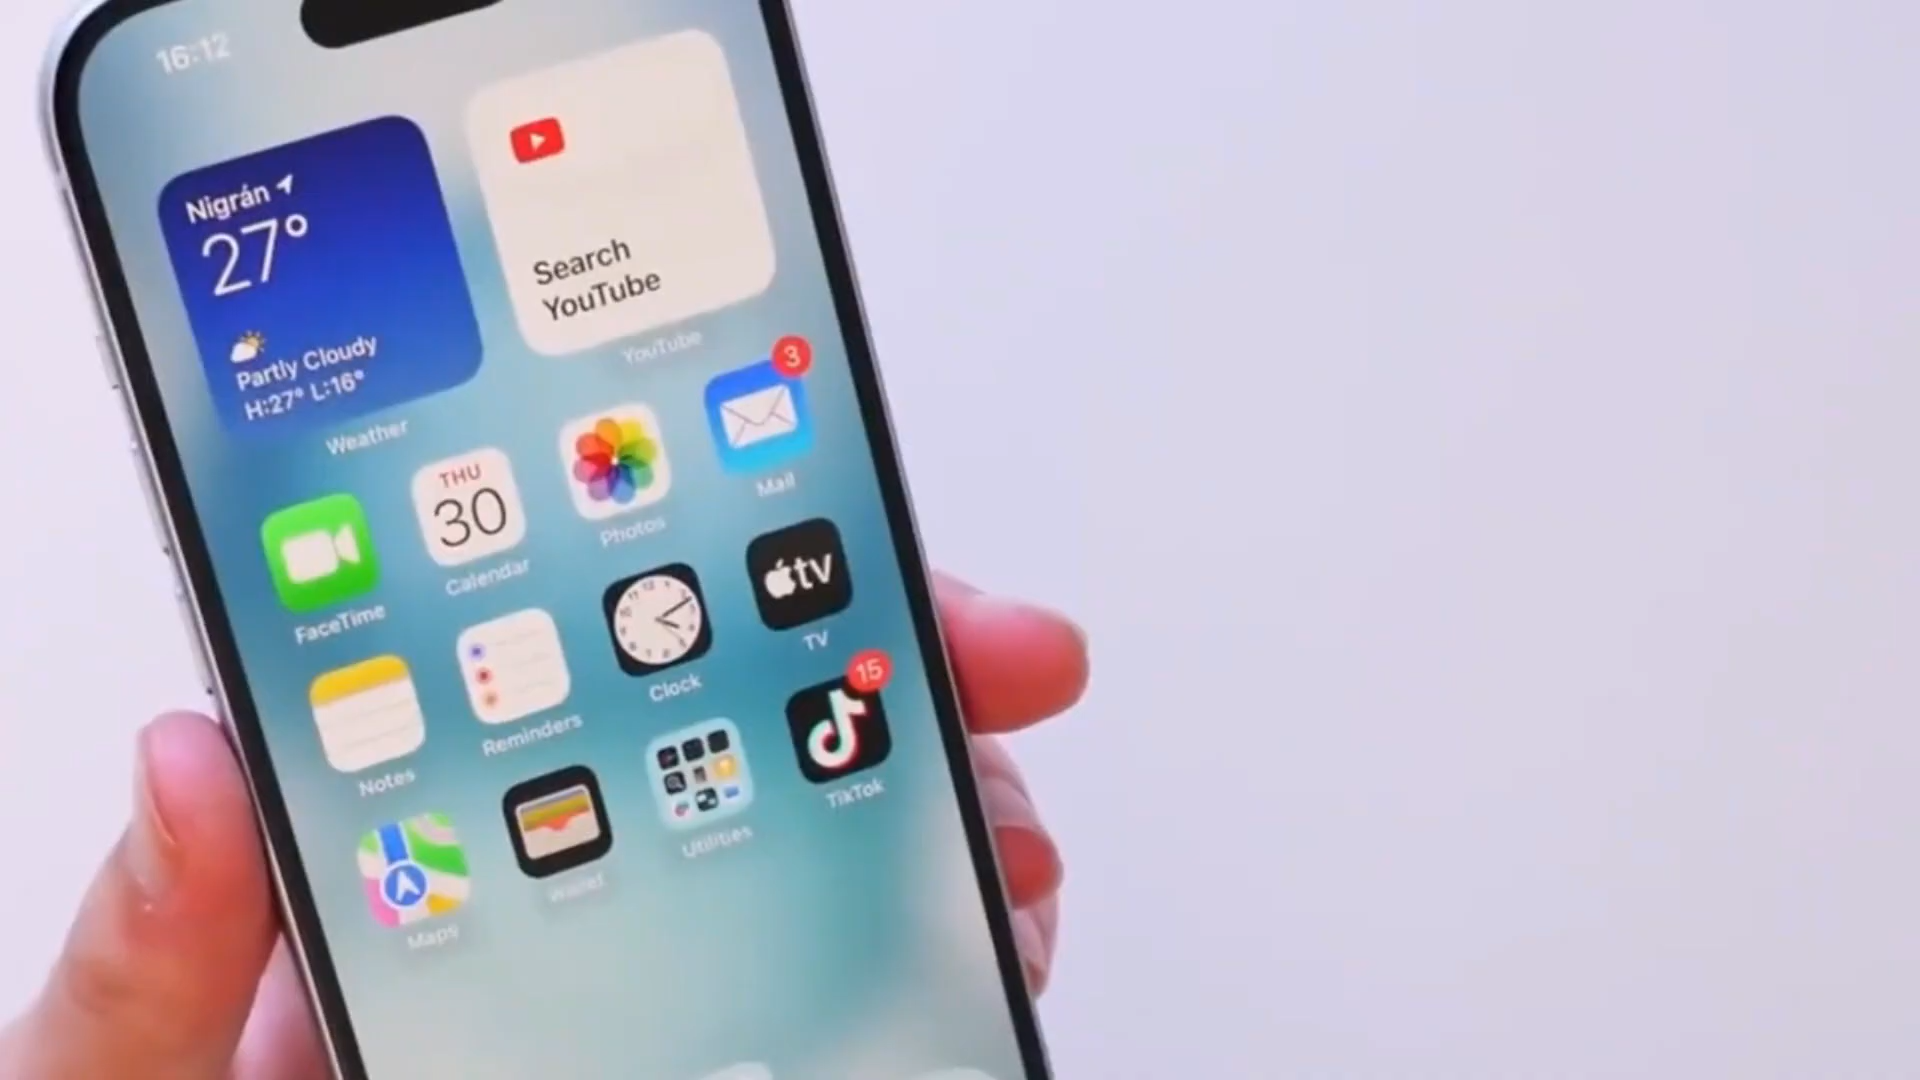 16:12
Nigrán
27°
Partly Cloudy
H:27° L:16°
Weather
Search
YouTube
YouTube
3
FaceTime
THU
30
Calendar
Photos
Mail
Notes
Reminders
Clock
tv
TV
15
Maps
Wallet
Utilities
TikTok